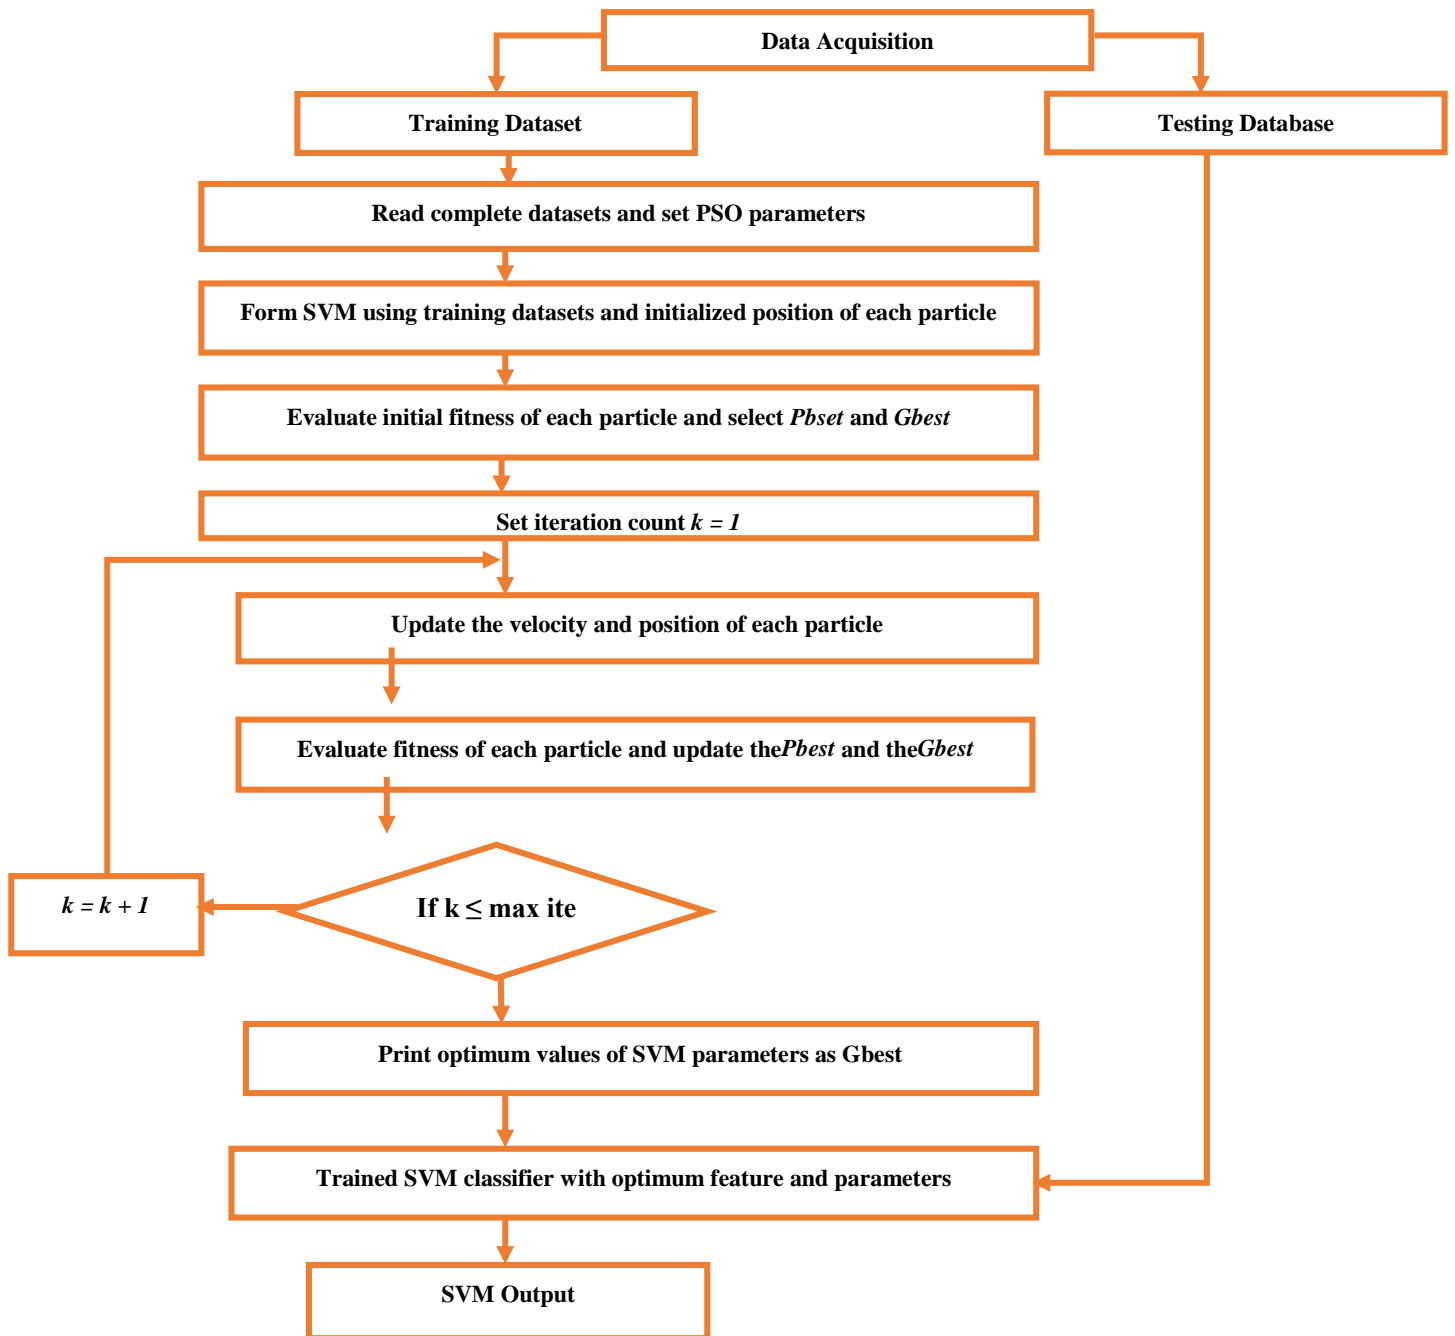 Data Acquisition
Training Dataset
Testing Database
Read complete datasets and set PSO parameters
Form SVM using training datasets and initialized position of each particle
Evaluate initial fitness of each particle and select Pbset and Gbest
Set iteration count k = 1
Update the velocity and position of each particle
Evaluate fitness of each particle and update thePbest and theGbest
k = k + 1
If k ≤ max ite
Print optimum values of SVM parameters as Gbest
Trained SVM classifier with optimum feature and parameters
SVM Output